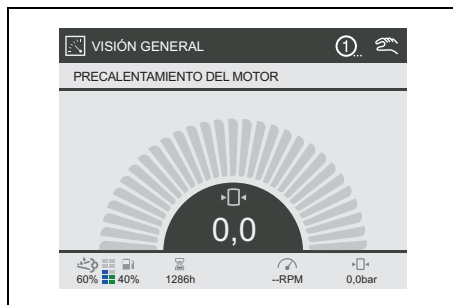 VISIÓN GENERAL 1...
PRECALENTAMIENTO DEL MOTOR
0,0
60% 40% 1286h --RPM 0,0bar